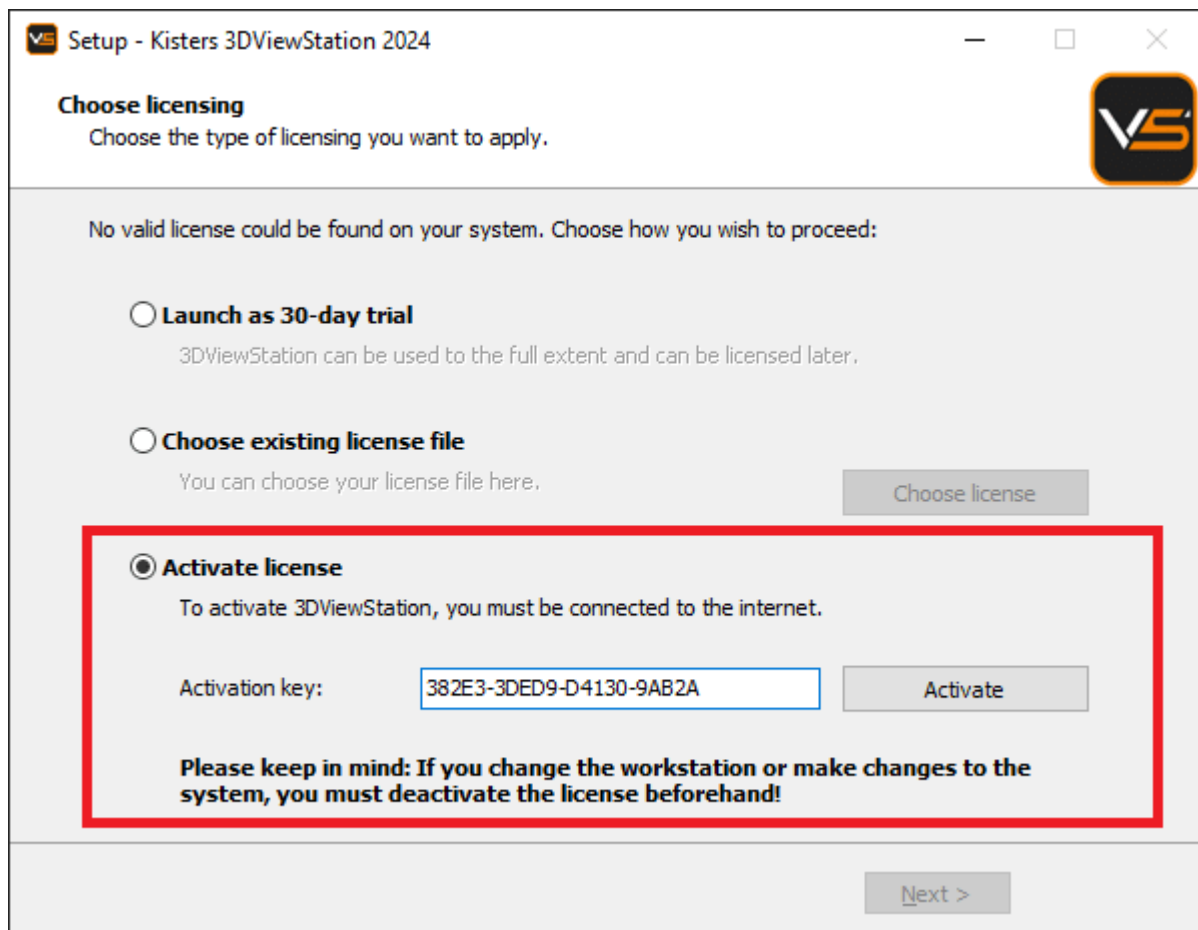 VS Setup - Kisters 3DViewStation 2024
Choose licensing
Choose the type of licensing you want to apply.
VS
No valid license could be found on your system. Choose how you wish to proceed:
Launch as 30-day trial
3DViewStation can be used to the full extent and can be licensed later.
Choose existing license file
You can choose your license file here.
Choose license
Activate license
To activate 3DViewStation, you must be connected to the internet.
Activation key: 382E3-3DED9-D4130-9AB2A Activate
Please keep in mind: If you change the workstation or make changes to the
system, you must deactivate the license beforehand!
Next >